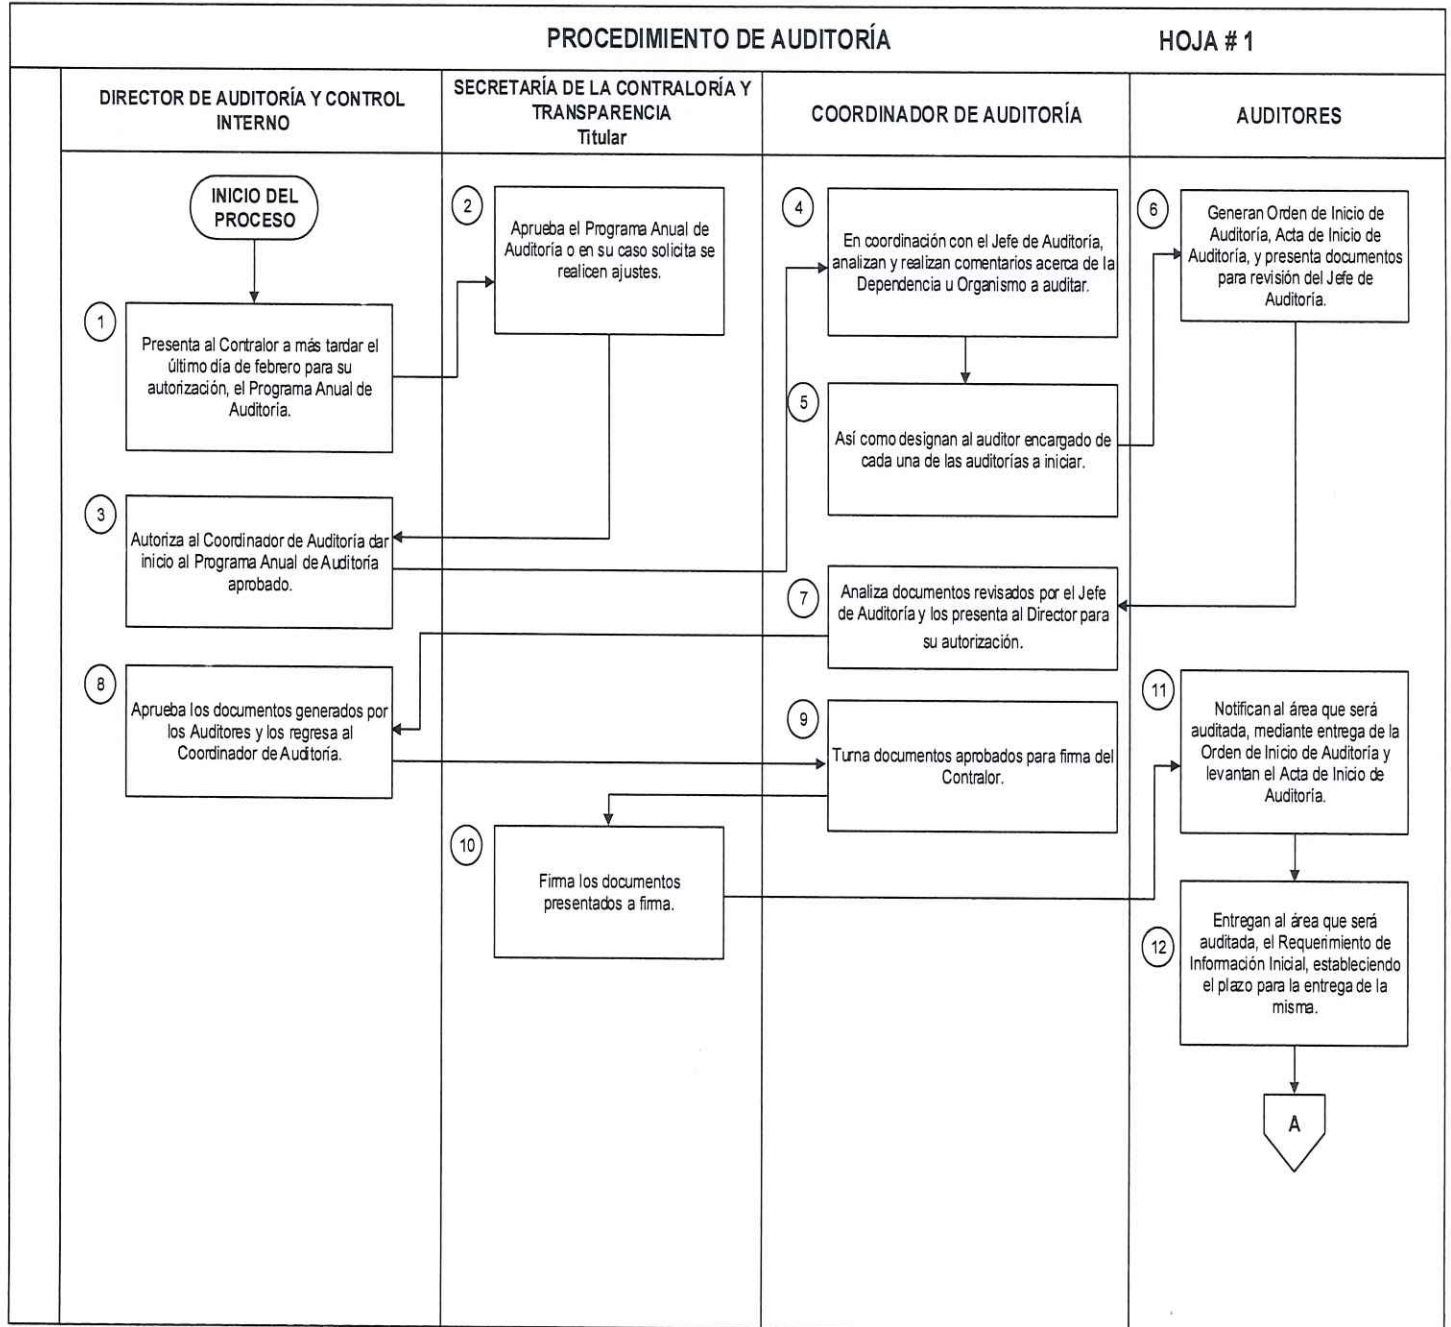 PROCEDIMIENTO DE AUDITORÍA
HOJA # 1
DIRECTOR DE AUDITORÍA Y CONTROL
INTERNO
SECRETARÍA DE LA CONTRALORÍA Y
TRANSPARENCIA
Titular
COORDINADOR DE AUDITORÍA
AUDITORES
INICIO DEL
PROCESO
1
Presenta al Contralor a más tardar el
último día de febrero para su
autorización, el Programa Anual de
Auditoría.
2
Aprueba el Programa Anual de
Auditoría o en su caso solicita se
realicen ajustes.
3
Autoriza al Coordinador de Auditoría dar
inicio al Programa Anual de Auditoría
aprobado.
4
En coordinación con el Jefe de Auditoría,
analizan y realizan comentarios acerca de la
Dependencia u Organismo a auditar.
5
Así como designan al auditor encargado de
cada una de las auditorías a iniciar.
6
Generan Orden de Inicio de
Auditoría, Acta de Inicio de
Auditoría, y presenta documentos
para revisión del Jefe de
Auditoría.
7
Analiza documentos revisados por el Jefe
de Auditoría y los presenta al Director para
su autorización.
8
Aprueba los documentos generados por
los Auditores y los regresa al
Coordinador de Auditoría.
9
Turna documentos aprobados para firma del
Contralor.
10
Firma los documentos
presentados a firma.
11
Notifican al área que será
auditada, mediante entrega de la
Orden de Inicio de Auditoría y
levantan el Acta de Inicio de
Auditoría.
12
Entregan al área que será
auditada, el Requerimiento de
Información Inicial, estableciendo
el plazo para la entrega de la
misma.
A